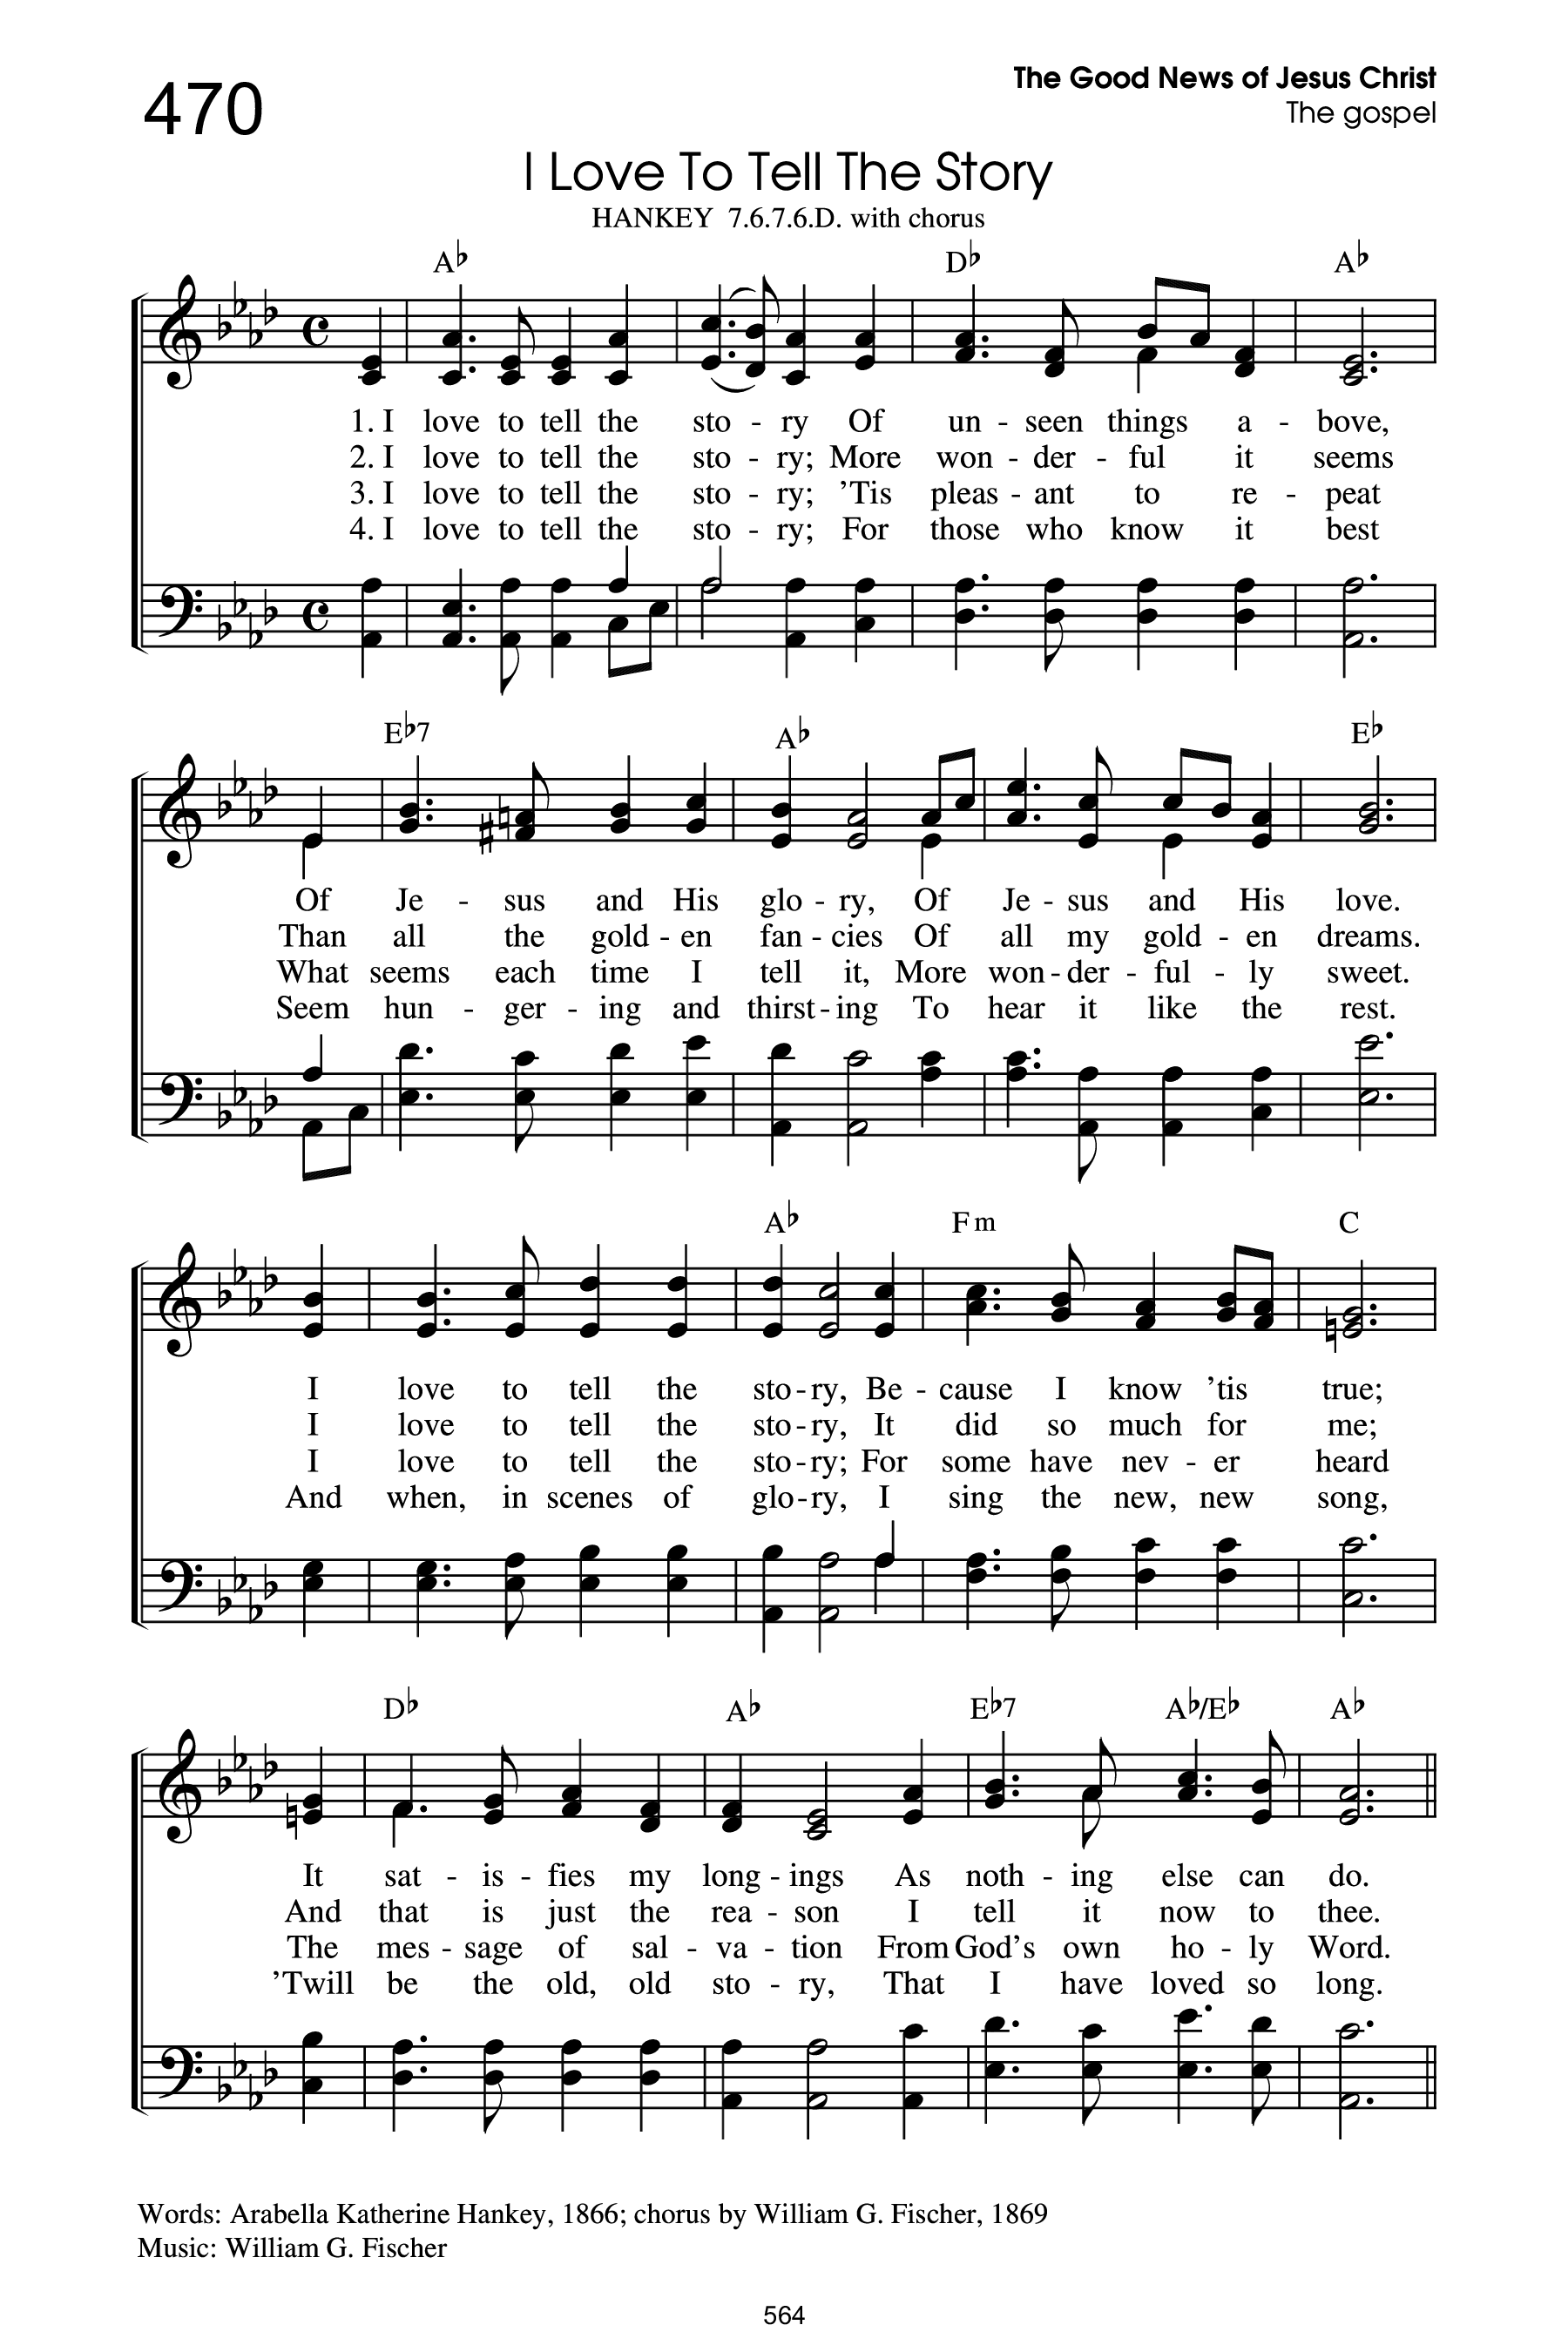 470
The Good News of Jesus Christ
The gospel
I Love To Tell The Story
HANKEY 7.6.7.6.D. with chorus
A♭ D♭ A♭
1. I love to tell the sto - ry Of un - seen things a - bove,
2. I love to tell the sto - ry; More won - der - ful it seems
3. I love to tell the sto - ry; ’Tis pleas - ant to re - peat
4. I love to tell the sto - ry; For those who know it best
E♭7 A♭ E♭
Of Je - sus and His glo - ry, Of Je - sus and His love.
Than all the gold - en fan - cies Of all my gold - en dreams.
What seems each time I tell it, More won - der - ful - ly sweet.
Seem hun - ger - ing and thirst - ing To hear it like the rest.
A♭ Fm C
I love to tell the sto - ry, Be - cause I know ’tis true;
I love to tell the sto - ry, It did so much for me;
I love to tell the sto - ry; For some have nev - er heard
And when, in scenes of glo - ry, I sing the new, new song,
D♭ A♭ E♭7 A♭/E♭ A♭
It sat - is - fies my long - ings As noth - ing else can do.
And that is just the rea - son I tell it now to thee.
The mes - sage of sal - va - tion From God’s own ho - ly Word.
’Twill be the old, old sto - ry, That I have loved so long.
Words: Arabella Katherine Hankey, 1866; chorus by William G. Fischer, 1869
Music: William G. Fischer
564